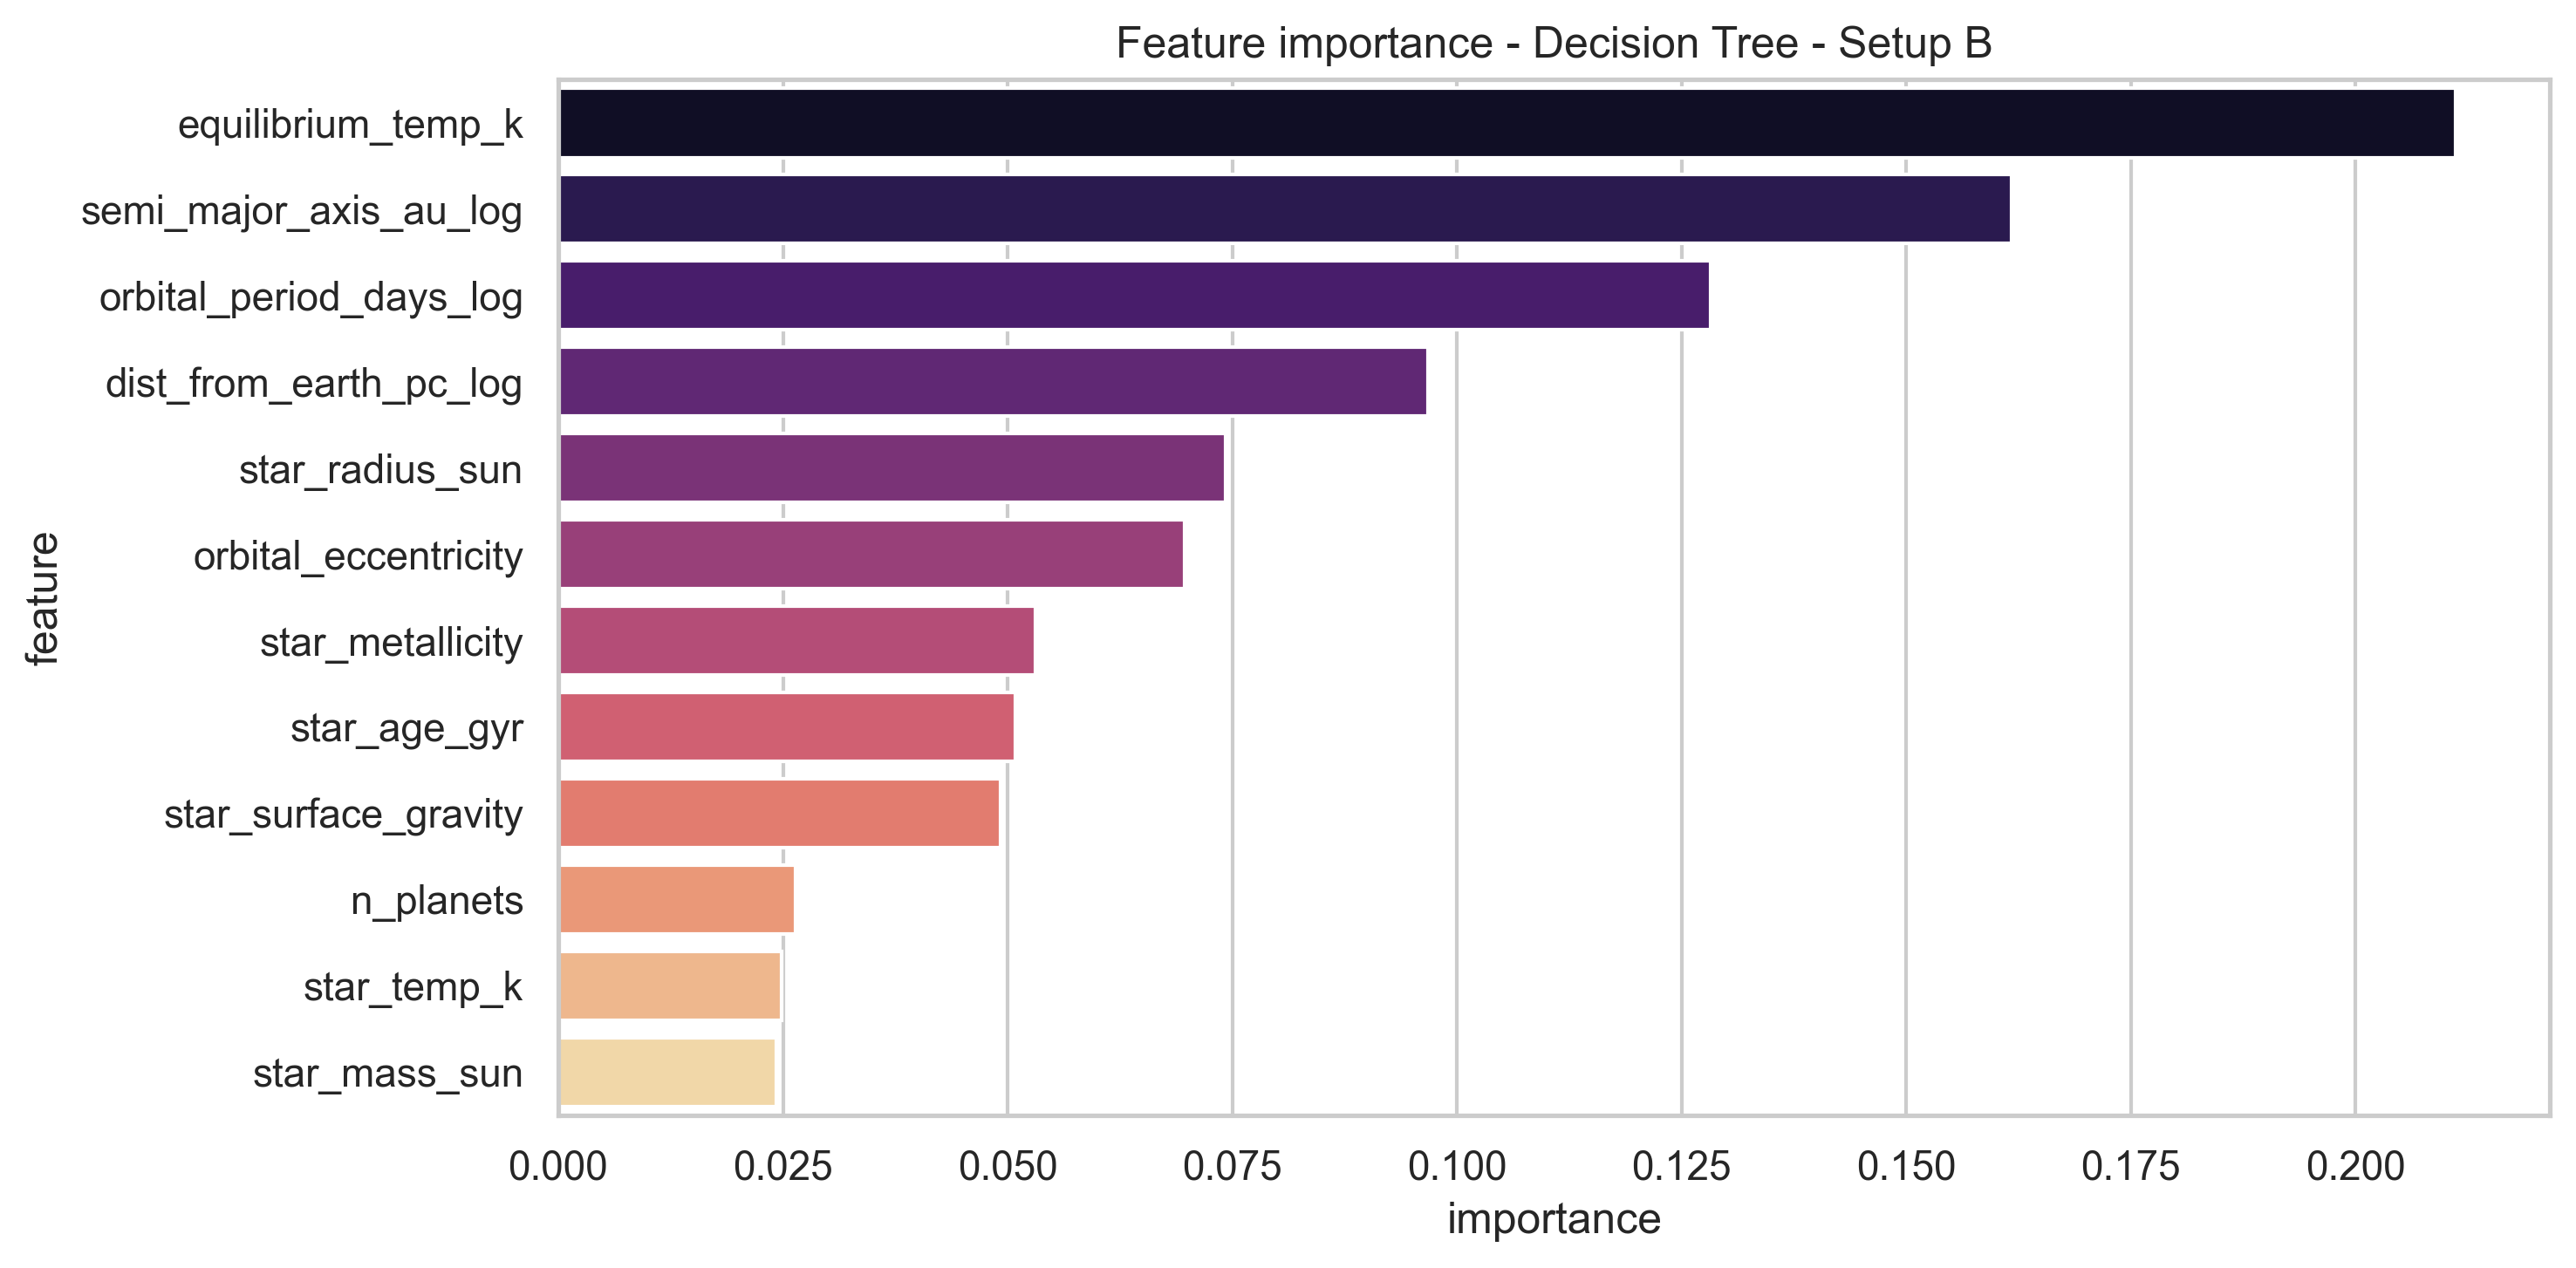 Feature importance - Decision Tree - Setup B
equilibrium_temp_k
semi_major_axis_au_log
orbital_period_days_log
dist_from_earth_pc_log
star_radius_sun
orbital_eccentricity
star_metallicity
star_age_gyr
star_surface_gravity
n_planets
star_temp_k
star_mass_sun
feature
0.000 0.025 0.050 0.075 0.100 0.125 0.150 0.175 0.200
importance